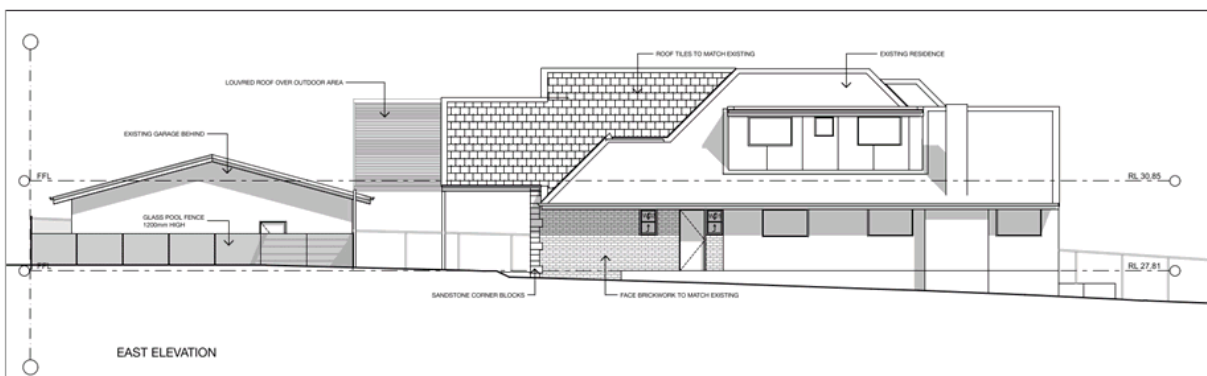 ROOF TILES TO MATCH EXISTING
EXISTING RESIDENCE
LOUVRED ROOF OVER OUTDOOR AREA
EXISTING GARAGE BEHIND
FFL
RL 30.85
GLASS POOL FENCE
1200mm HIGH
FFL
RL 27.81
SANDSTONE CORNER BLOCKS
FACE BRICKWORK TO MATCH EXISTING
EAST ELEVATION